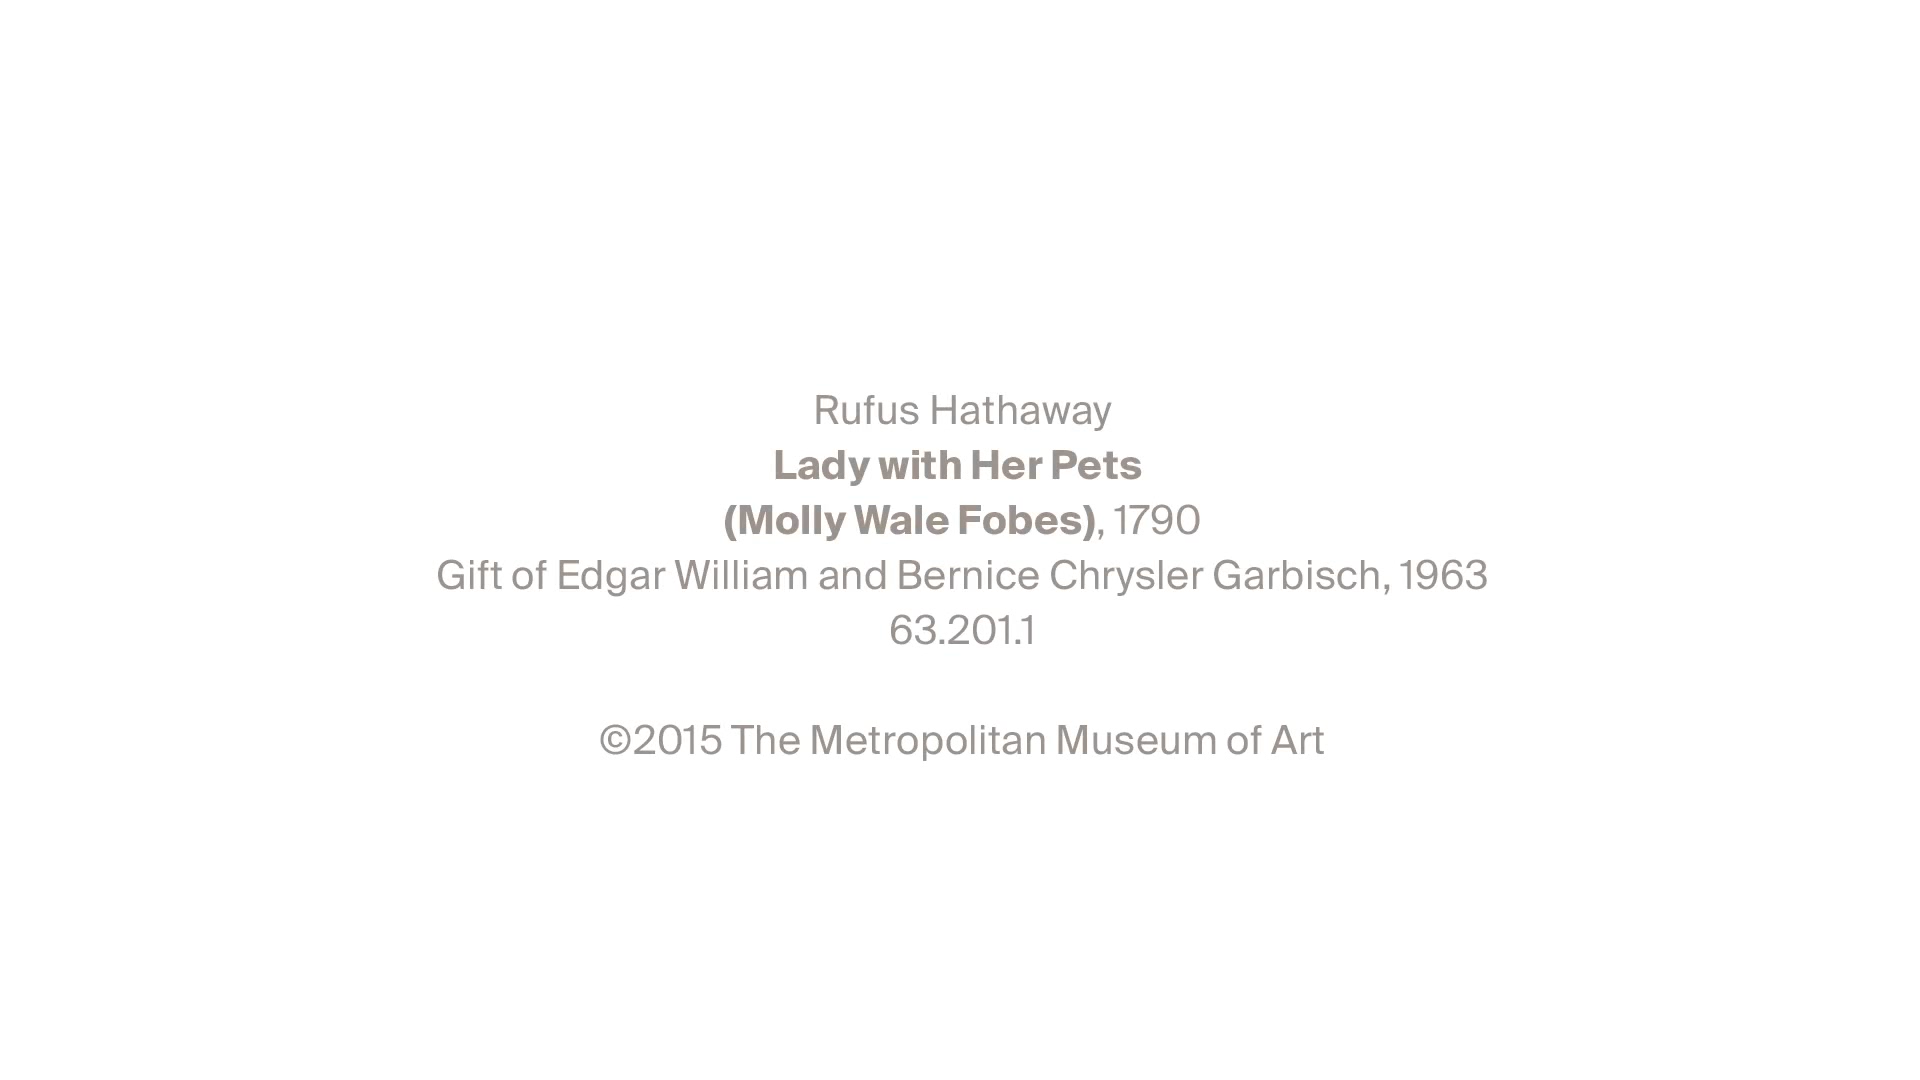 Rufus Hathaway
Lady with Her Pets
(Molly Wale Fobes), 1790
Gift of Edgar William and Bernice Chrysler Garbisch, 1963
63.201.1
©2015 The Metropolitan Museum of Art